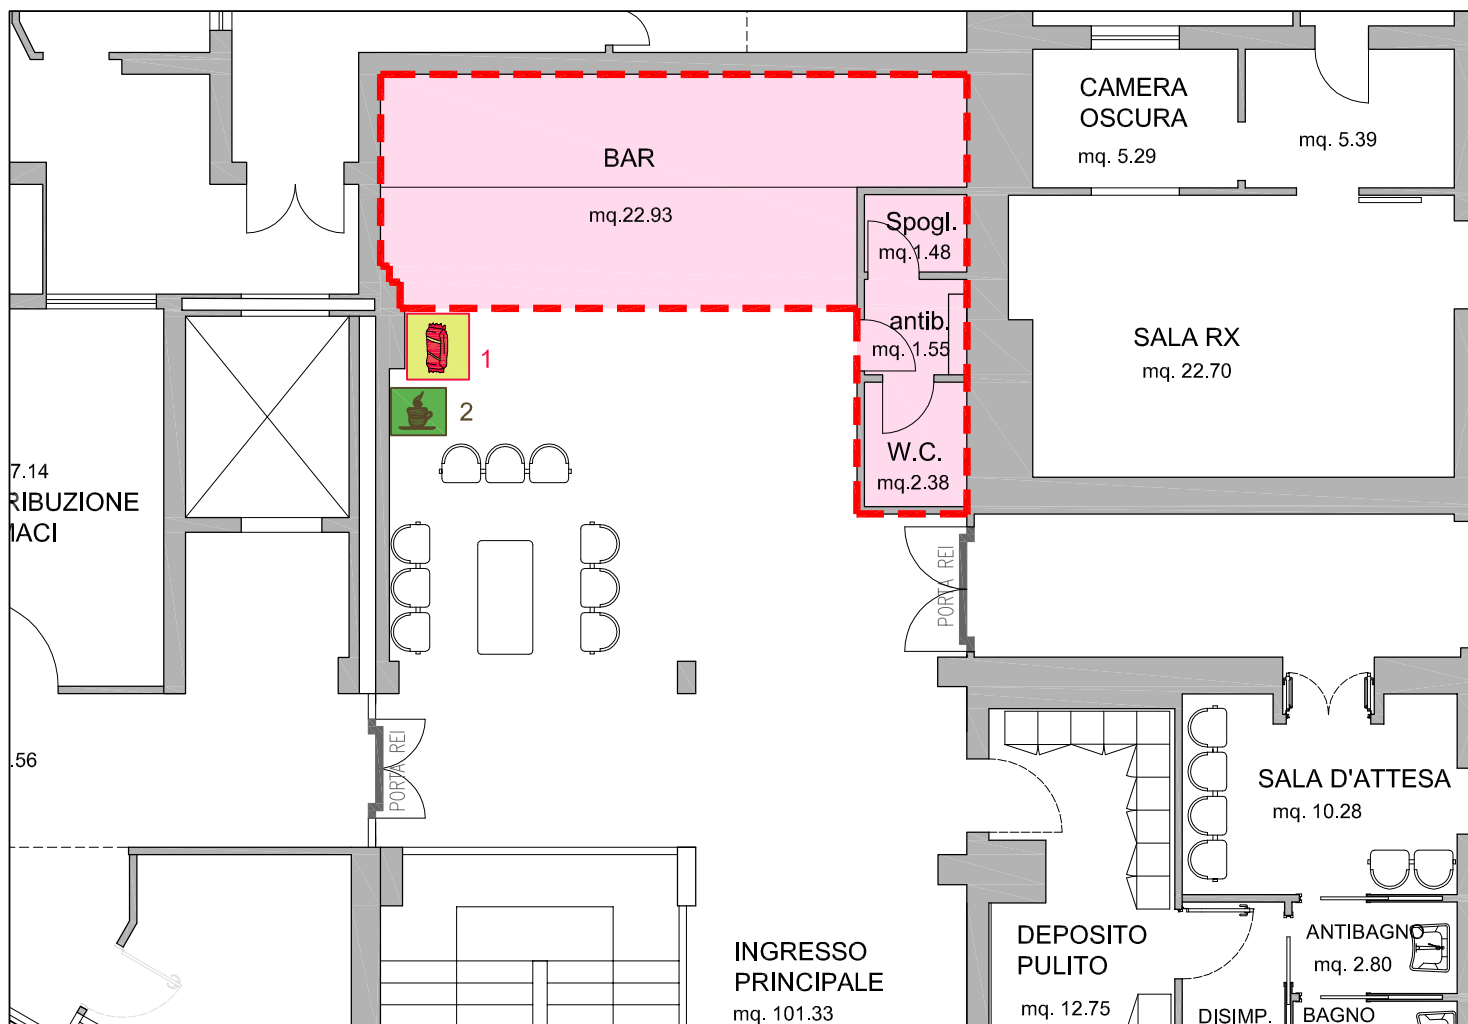 CAMERA
OSCURA
mq. 5.29
mq. 5.39
BAR
mq.22.93
Spogl.
mq.1.48
antib.
mq. 1.55
1
SALA RX
mq. 22.70
2
W.C.
mq.2.38
7.14
RIBUZIONE
MACI
PORTA REI
PORTA REI
.56
SALA D'ATTESA
mq. 10.28
INGRESSO
PRINCIPALE
mq. 101.33
DEPOSITO
PULITO
mq. 12.75
ANTIBAGNO
mq. 2.80
DISIMP.
BAGNO